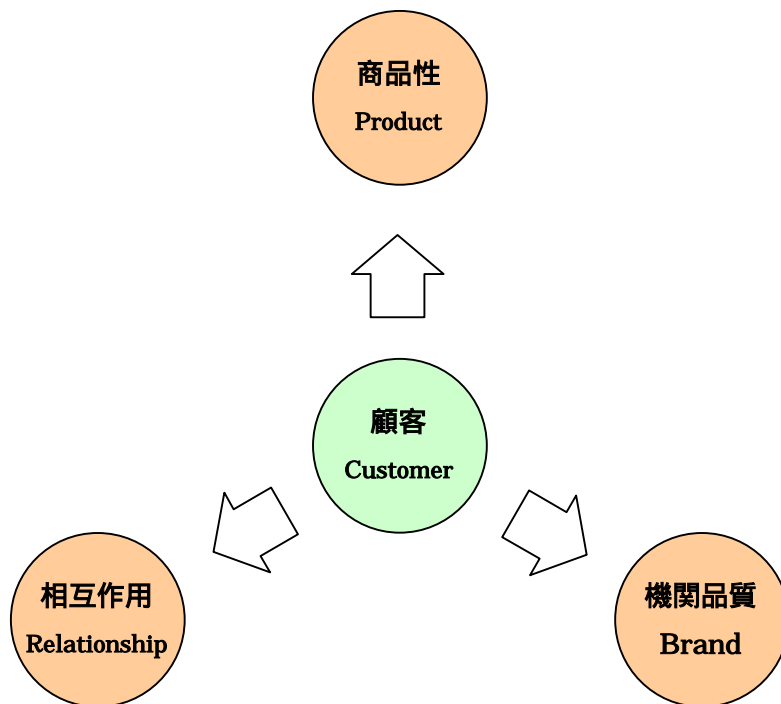 商品性
Product
顧客
Customer
相互作用
Relationship
機関品質
Brand